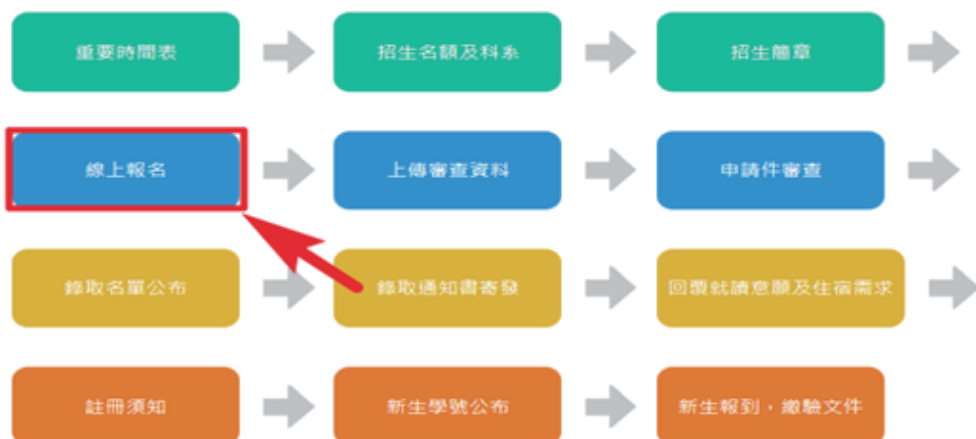 重要時間表
招生名額及科系
招生簡章
線上報名
上傳審查資料
申請件審查
錄取名單公布
錄取通知書寄發
回覆就讀意願及住宿需求
註冊須知
新生學號公布
新生報到，繳驗文件